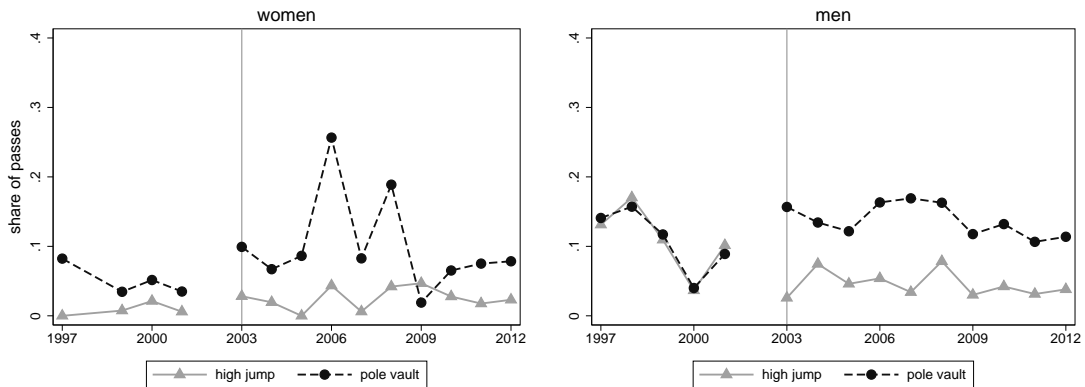 women
share of passes
.4
.3
.2
.1
0
1997 2000 2003 2006 2009 2012
high jump pole vault
men
.4
.3
.2
.1
0
1997 2000 2003 2006 2009 2012
high jump pole vault